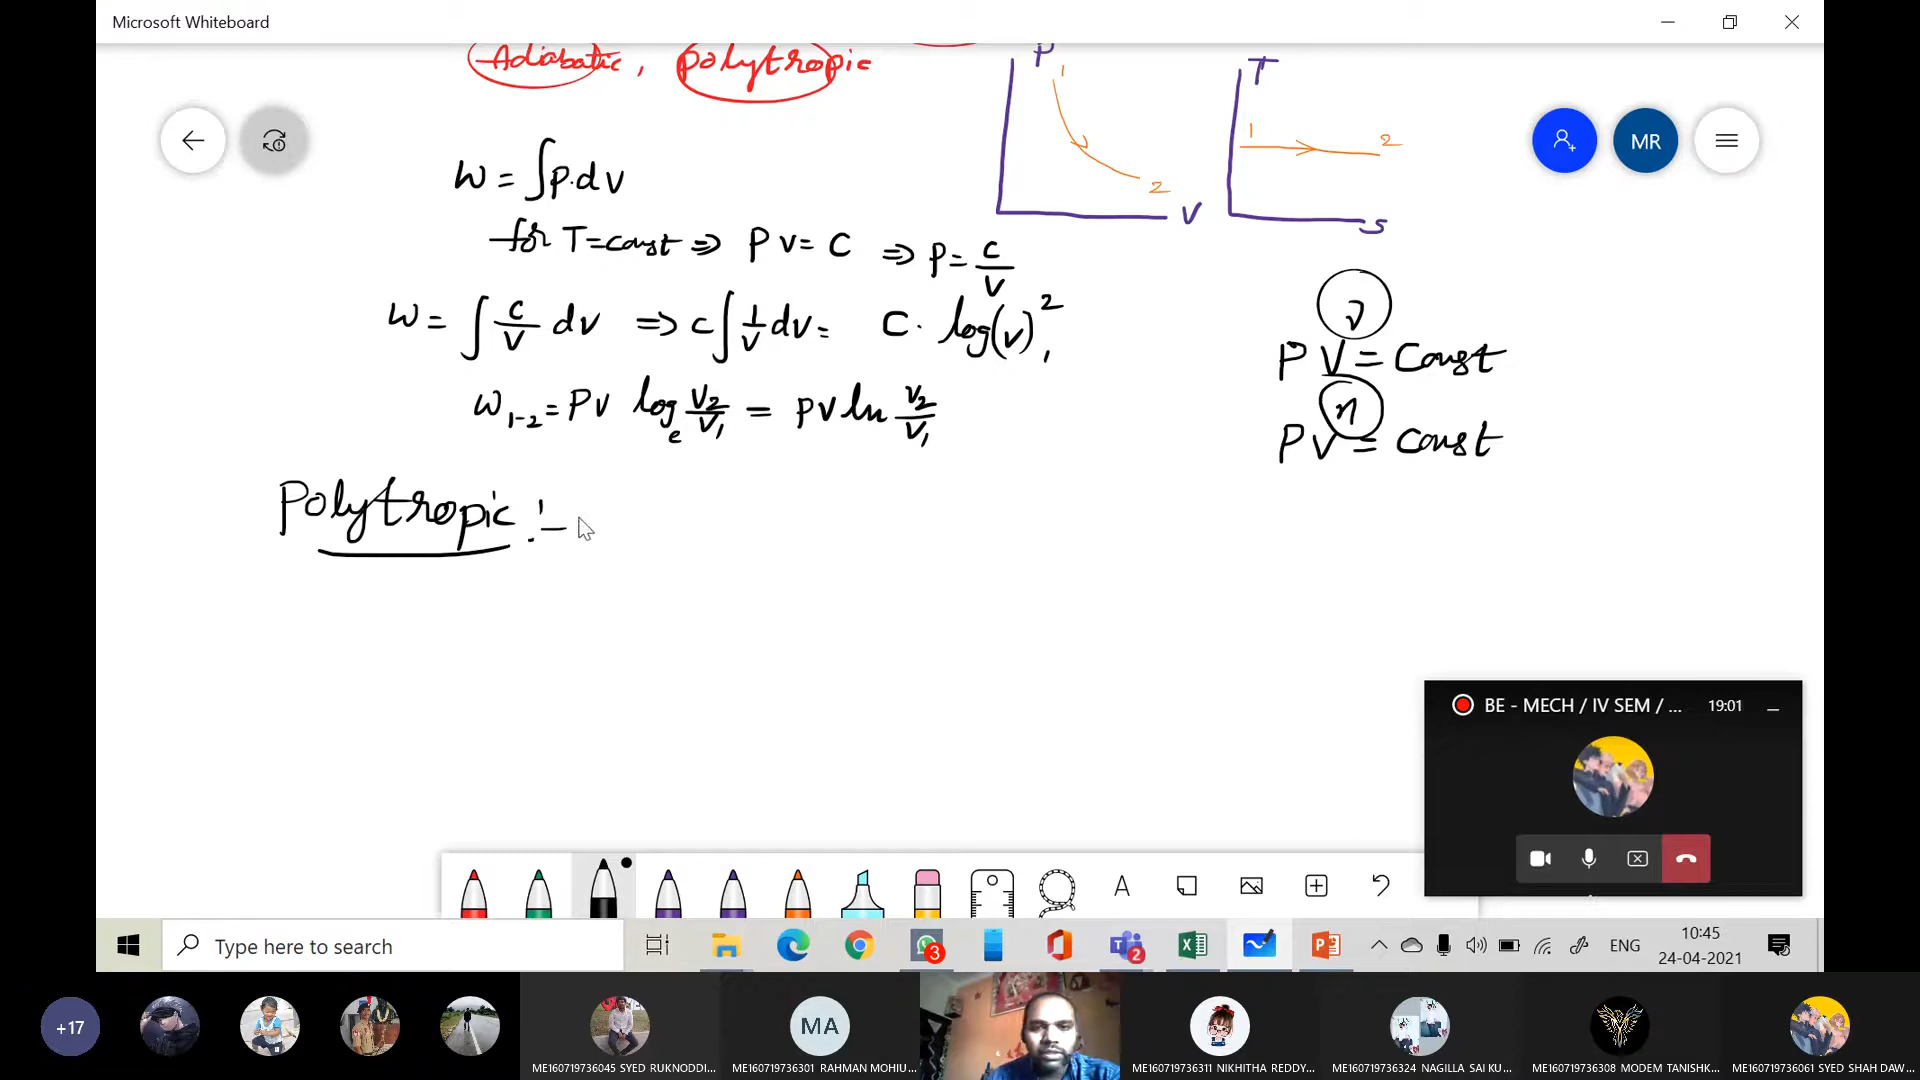 Microsoft Whiteboard
Adiabatic, polytropic
P
1
2
V
T
1
2
S
MR
W = ∫P.dV
for T=const ⇒ PV= C ⇒ P= C/V
W = ∫ C/V dV ⇒ C∫ 1/V dV = C. log(V)²₁
W₁₋₂ = PV logₑ V₂/V₁ = PV ln V₂/V₁
PV^γ = Const
PV^n = Const
Polytropic :-
BE - MECH / IV SEM / ... 19:01
A
Type here to search
3
2
ENG
10:45
24-04-2021
+17
MA
ME160719736045 SYED RUKNODDI...
ME160719736301 RAHMAN MOHIU...
ME160719736311 NIKHITHA REDDY...
ME160719736324 NAGILLA SAI KU...
ME160719736308 MODEM TANISHK...
ME160719736061 SYED SHAH DAW...